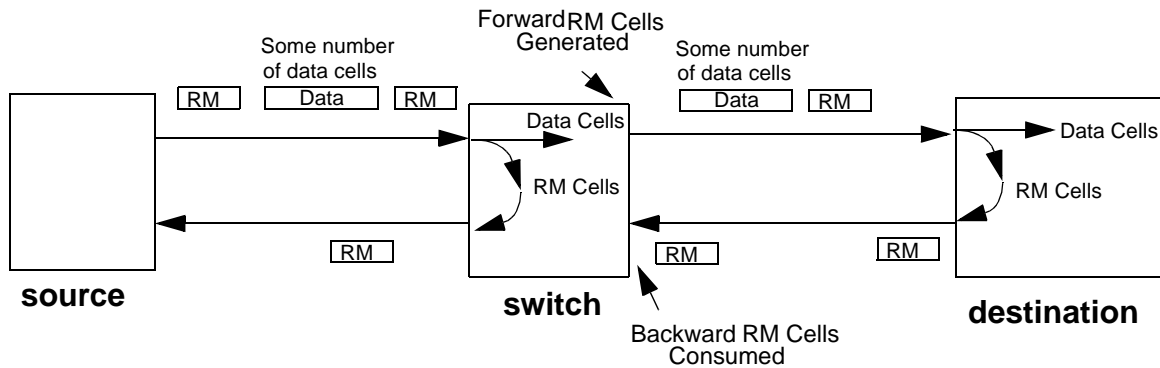 Forward RM Cells
Generated
Some number
of data cells
RM
Data
RM
Some number
of data cells
Data
RM
Data Cells
RM Cells
Data Cells
RM Cells
RM
RM
RM
source
switch
destination
Backward RM Cells
Consumed